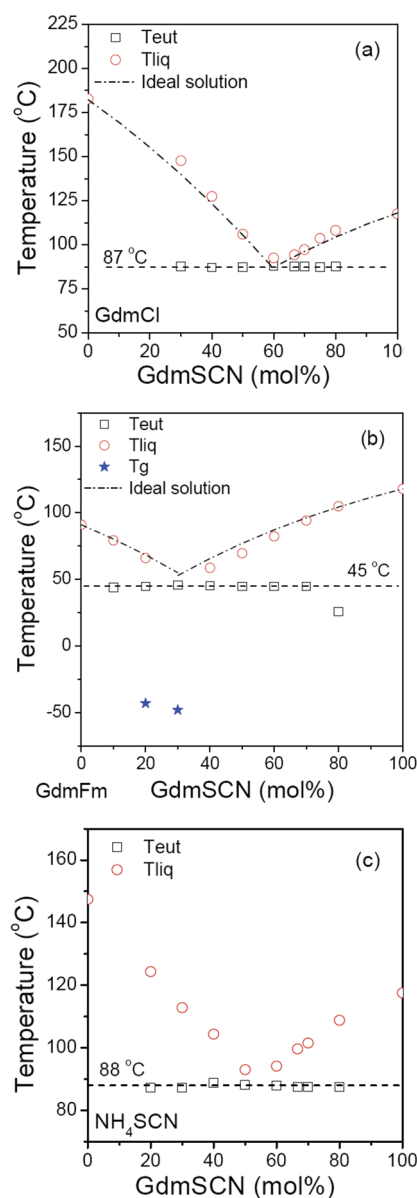 225
200
175
150
125
100
75
50
Temperature (°C)
Teut
Tliq
Ideal solution
(a)
87 °C
GdmCl
0 20 40 60 80 100
GdmSCN (mol%)
150
100
50
0
-50
Temperature (°C)
Teut
Tliq
Tg
Ideal solution
(b)
45 °C
0 20 40 60 80 100
GdmFm GdmSCN (mol%)
160
140
120
100
80
Temperature (°C)
Teut
Tliq
(c)
88 °C
NH₄SCN
0 20 40 60 80 100
GdmSCN (mol%)